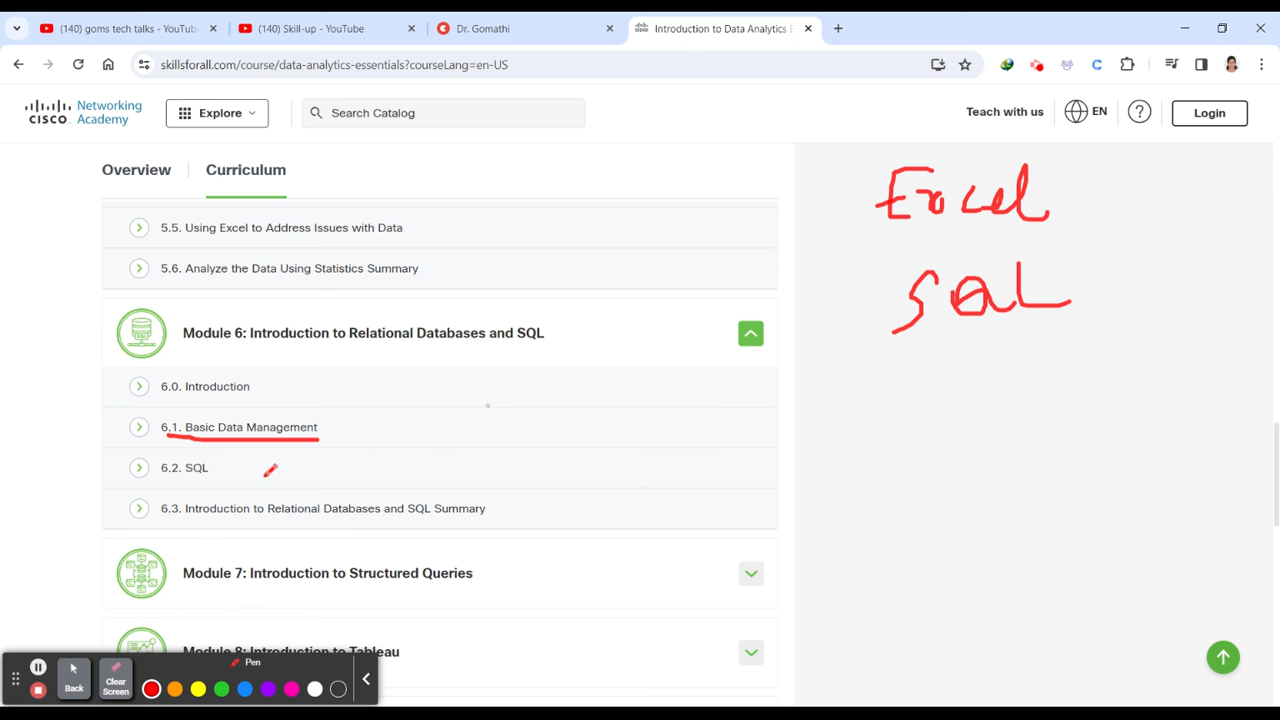 (140) goms tech talks - YouTube
(140) Skill-up - YouTube
Dr. Gomathi
Introduction to Data Analytics E
skillsforall.com/course/data-analytics-essentials?courseLang=en-US
CISCO
Networking
Academy
Explore
Search Catalog
Teach with us
EN
Login
Overview
Curriculum
5.5. Using Excel to Address Issues with Data
5.6. Analyze the Data Using Statistics Summary
Module 6: Introduction to Relational Databases and SQL
6.0. Introduction
6.1. Basic Data Management
6.2. SQL
6.3. Introduction to Relational Databases and SQL Summary
Module 7: Introduction to Structured Queries
Module 8: Introduction to Tableau
Excel
SQL
Pen
Back
Clear
Screen